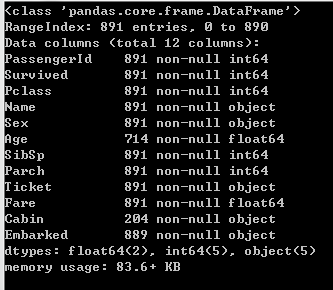 <class 'pandas.core.frame.DataFrame'>
RangeIndex: 891 entries, 0 to 890
Data columns (total 12 columns):
PassengerId    891 non-null int64
Survived       891 non-null int64
Pclass         891 non-null int64
Name           891 non-null object
Sex            891 non-null object
Age            714 non-null float64
SibSp          891 non-null int64
Parch          891 non-null int64
Ticket         891 non-null object
Fare           891 non-null float64
Cabin          204 non-null object
Embarked       889 non-null object
dtypes: float64(2), int64(5), object(5)
memory usage: 83.6+ KB